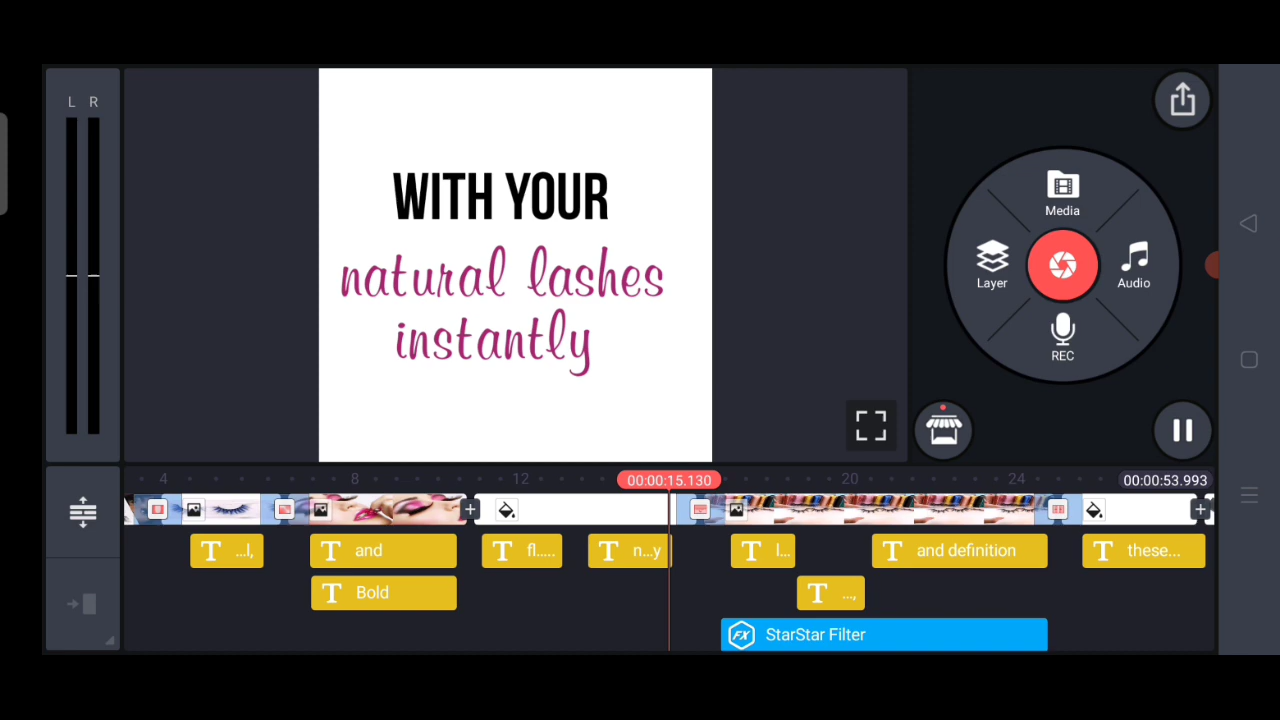 L R
WITH YOUR
natural lashes
instantly
Media
Layer
Audio
REC
4 8 12 00:00:15.130 20 24 00:00:53.993
T ...l, T and T fl..... T n...y T l... T and definition T these...
T Bold T ...,
FX StarStar Filter